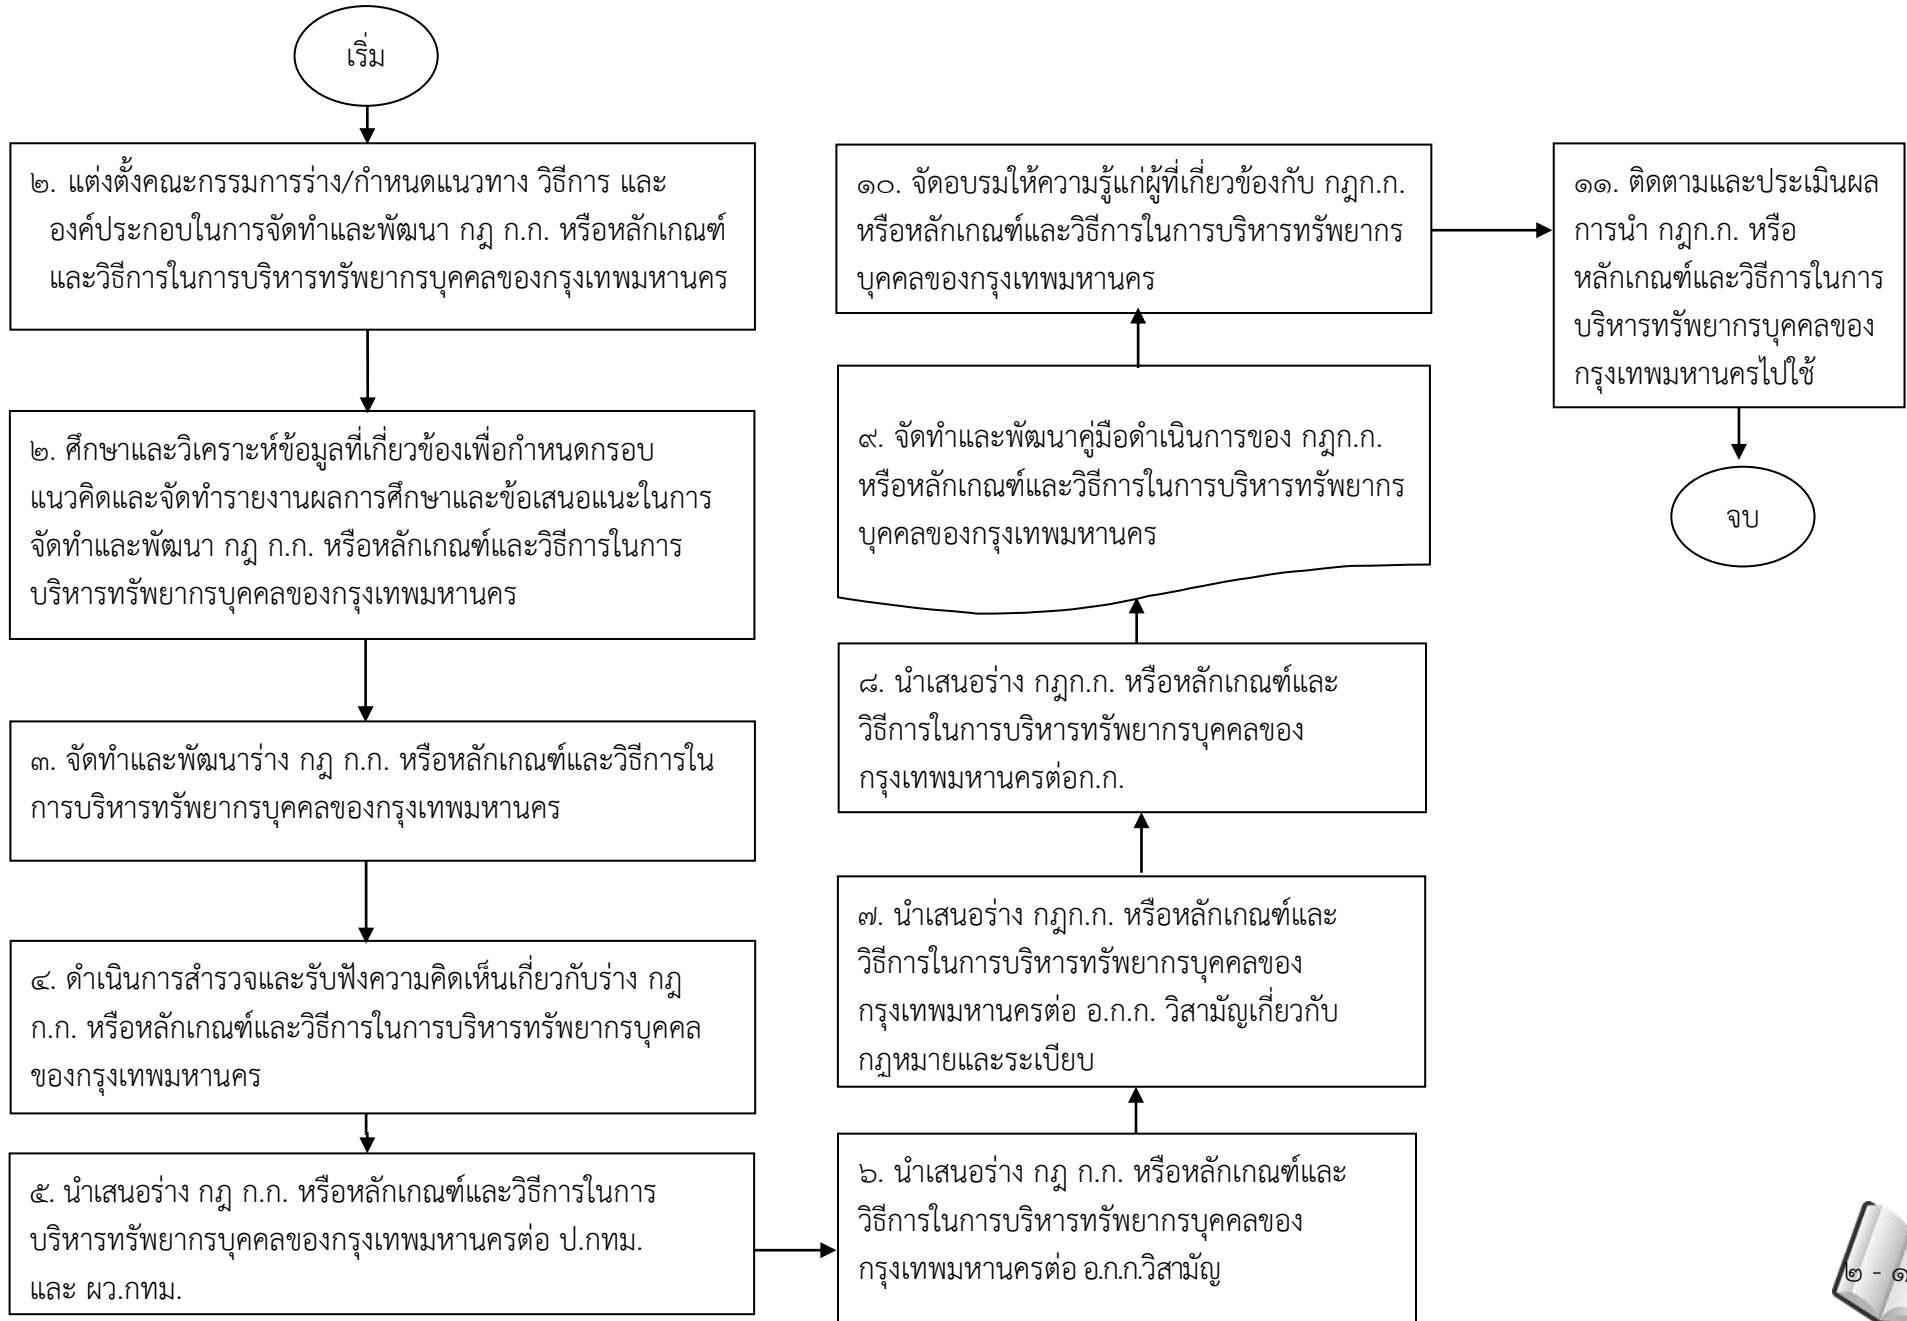 เริ่ม
๒. แต่งตั้งคณะกรรมการร่าง/กำหนดแนวทาง วิธีการ และ
องค์ประกอบในการจัดทำและพัฒนา กฎ ก.ก. หรือหลักเกณฑ์
และวิธีการในการบริหารทรัพยากรบุคคลของกรุงเทพมหานคร
๒. ศึกษาและวิเคราะห์ข้อมูลที่เกี่ยวข้องเพื่อกำหนดกรอบ
แนวคิดและจัดทำรายงานผลการศึกษาและข้อเสนอแนะในการ
จัดทำและพัฒนา กฎ ก.ก. หรือหลักเกณฑ์และวิธีการในการ
บริหารทรัพยากรบุคคลของกรุงเทพมหานคร
๓. จัดทำและพัฒนาร่าง กฎ ก.ก. หรือหลักเกณฑ์และวิธีการใน
การบริหารทรัพยากรบุคคลของกรุงเทพมหานคร
๔. ดำเนินการสำรวจและรับฟังความคิดเห็นเกี่ยวกับร่าง กฎ
ก.ก. หรือหลักเกณฑ์และวิธีการในการบริหารทรัพยากรบุคคล
ของกรุงเทพมหานคร
๕. นำเสนอร่าง กฎ ก.ก. หรือหลักเกณฑ์และวิธีการในการ
บริหารทรัพยากรบุคคลของกรุงเทพมหานครต่อ ป.กทม.
และ ผว.กทม.
๖. นำเสนอร่าง กฎ ก.ก. หรือหลักเกณฑ์และ
วิธีการในการบริหารทรัพยากรบุคคลของ
กรุงเทพมหานครต่อ อ.ก.ก.วิสามัญ
๗. นำเสนอร่าง กฎก.ก. หรือหลักเกณฑ์และ
วิธีการในการบริหารทรัพยากรบุคคลของ
กรุงเทพมหานครต่อ อ.ก.ก. วิสามัญเกี่ยวกับ
กฎหมายและระเบียบ
๘. นำเสนอร่าง กฎก.ก. หรือหลักเกณฑ์และ
วิธีการในการบริหารทรัพยากรบุคคลของ
กรุงเทพมหานครต่อก.ก.
๙. จัดทำและพัฒนาคู่มือดำเนินการของ กฎก.ก.
หรือหลักเกณฑ์และวิธีการในการบริหารทรัพยากร
บุคคลของกรุงเทพมหานคร
๑๐. จัดอบรมให้ความรู้แก่ผู้ที่เกี่ยวข้องกับ กฎก.ก.
หรือหลักเกณฑ์และวิธีการในการบริหารทรัพยากร
บุคคลของกรุงเทพมหานคร
๑๑. ติดตามและประเมินผล
การนำ กฎก.ก. หรือ
หลักเกณฑ์และวิธีการในการ
บริหารทรัพยากรบุคคลของ
กรุงเทพมหานครไปใช้
จบ
๒ - ๑